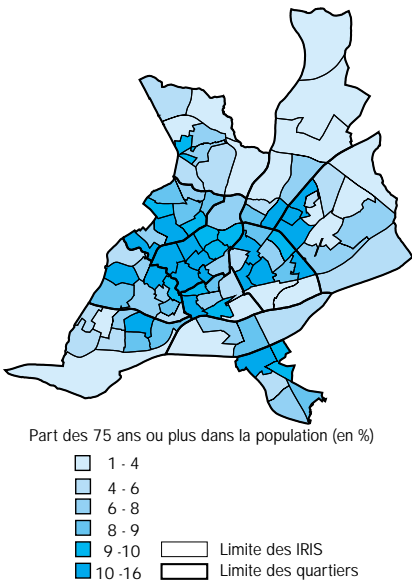 Part des 75 ans ou plus dans la population (en %)
1 - 4
4 - 6
6 - 8
8 - 9
9 -10 Limite des IRIS
10 -16 Limite des quartiers